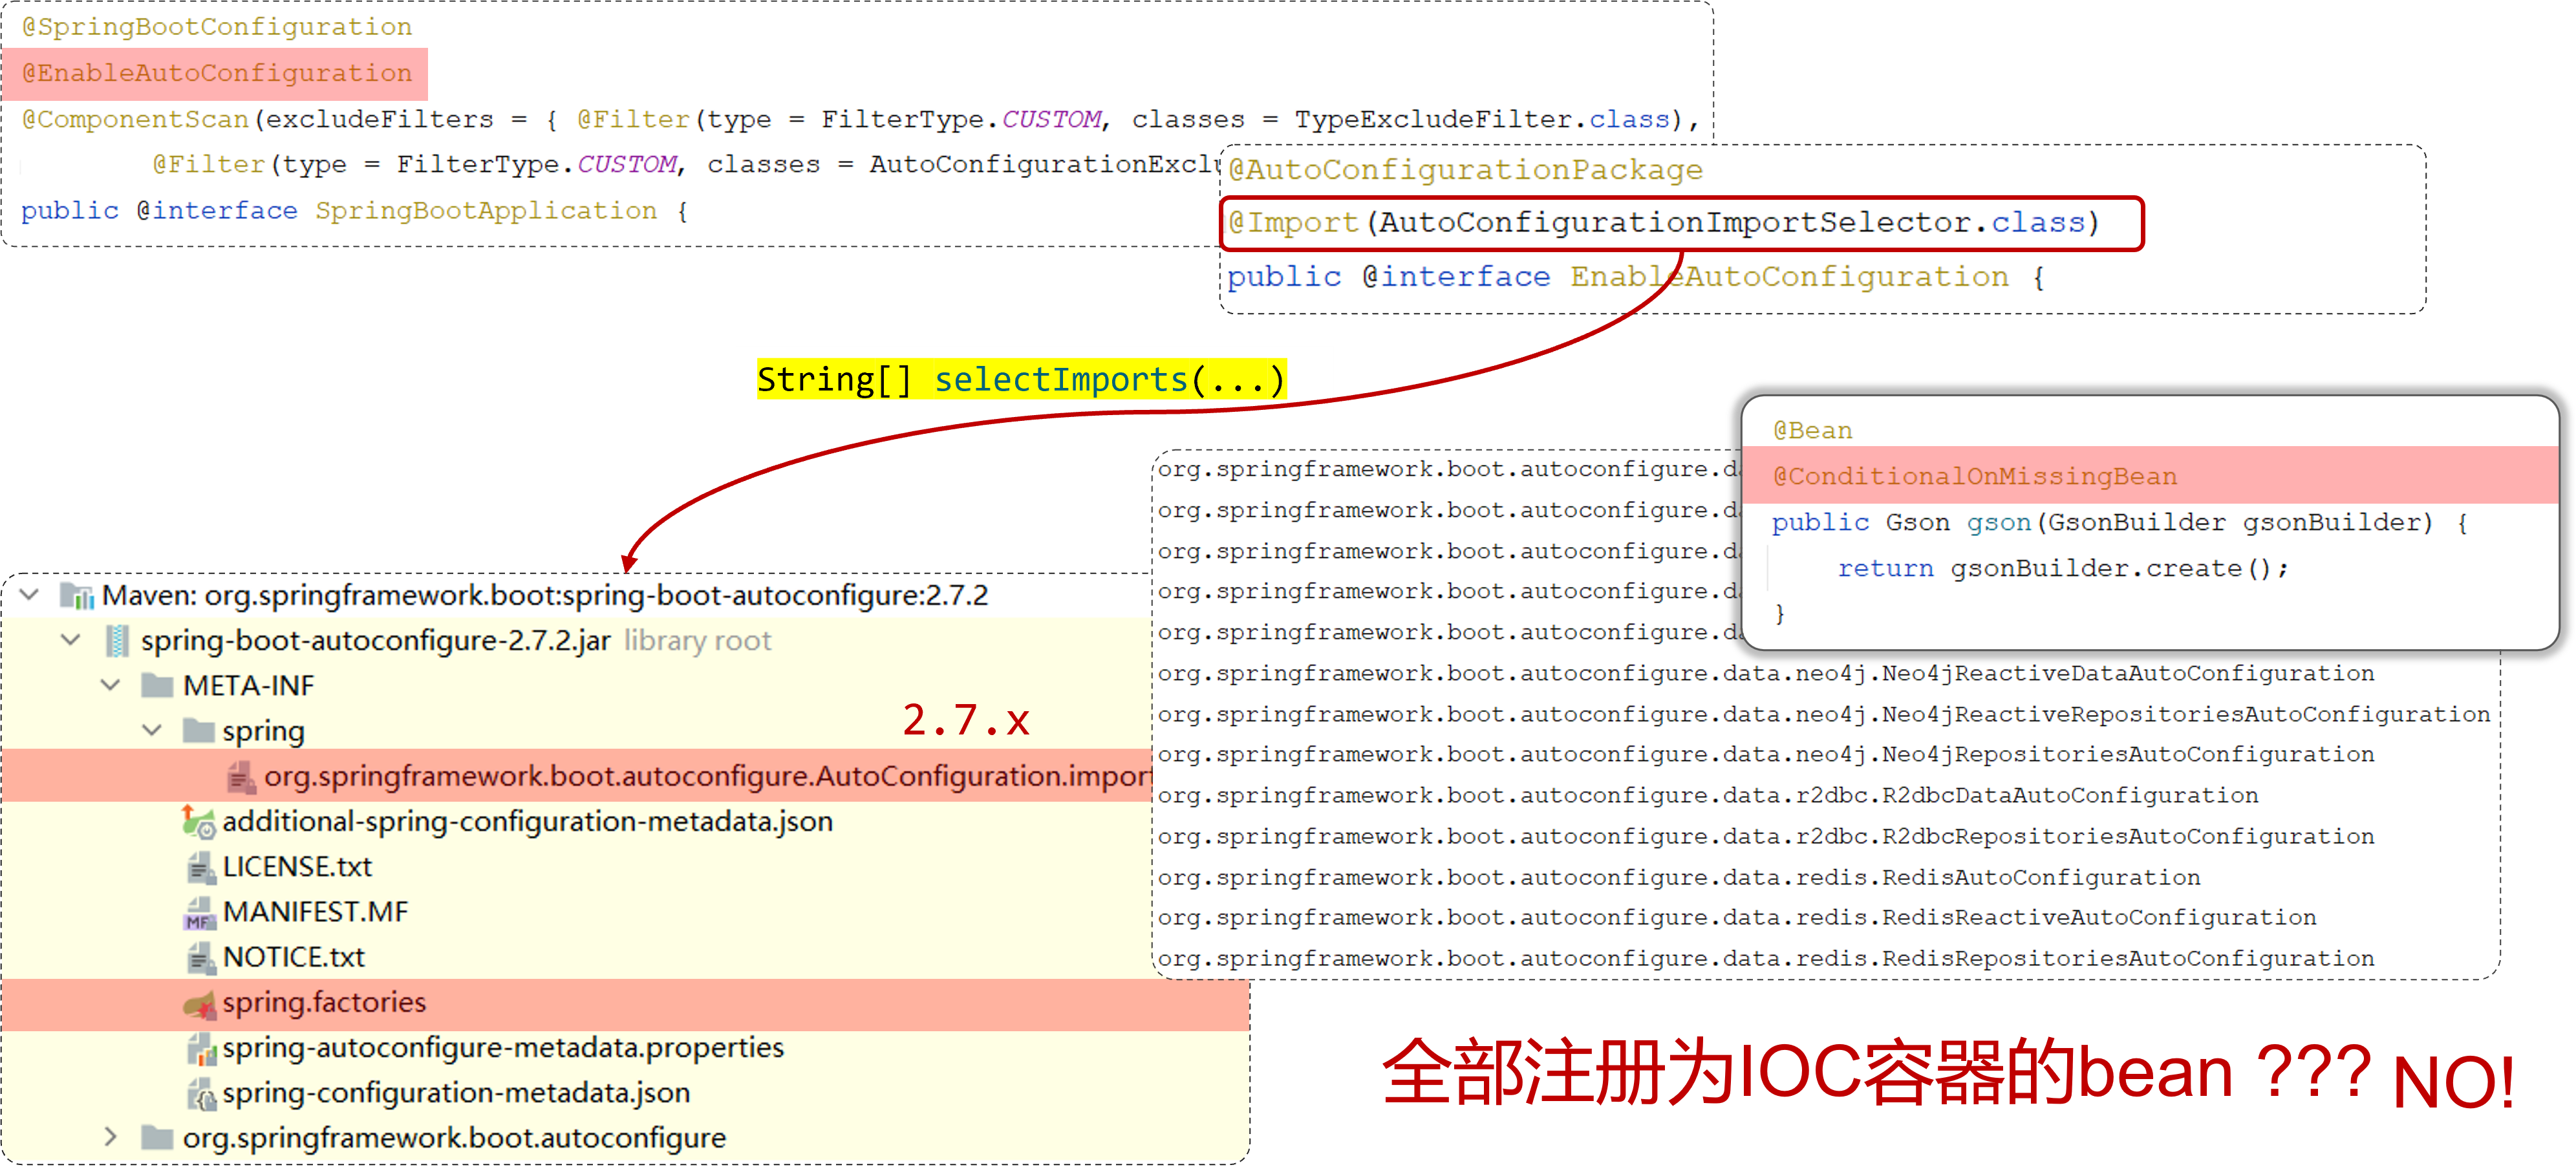 @SpringBootConfiguration
@EnableAutoConfiguration
@ComponentScan(excludeFilters = { @Filter(type = FilterType.CUSTOM, classes = TypeExcludeFilter.class),
@Filter(type = FilterType.CUSTOM, classes = AutoConfigurationExclu
public @interface SpringBootApplication {
@AutoConfigurationPackage
@Import(AutoConfigurationImportSelector.class)
public @interface EnableAutoConfiguration {
String[] selectImports(...)
@Bean
@ConditionalOnMissingBean
public Gson gson(GsonBuilder gsonBuilder) {
return gsonBuilder.create();
}
org.springframework.boot.autoconfigure.da
org.springframework.boot.autoconfigure.da
org.springframework.boot.autoconfigure.da
org.springframework.boot.autoconfigure.da
org.springframework.boot.autoconfigure.da
org.springframework.boot.autoconfigure.data.neo4j.Neo4jReactiveDataAutoConfiguration
org.springframework.boot.autoconfigure.data.neo4j.Neo4jReactiveRepositoriesAutoConfiguration
org.springframework.boot.autoconfigure.data.neo4j.Neo4jRepositoriesAutoConfiguration
org.springframework.boot.autoconfigure.data.r2dbc.R2dbcDataAutoConfiguration
org.springframework.boot.autoconfigure.data.r2dbc.R2dbcRepositoriesAutoConfiguration
org.springframework.boot.autoconfigure.data.redis.RedisAutoConfiguration
org.springframework.boot.autoconfigure.data.redis.RedisReactiveAutoConfiguration
org.springframework.boot.autoconfigure.data.redis.RedisRepositoriesAutoConfiguration
Maven: org.springframework.boot:spring-boot-autoconfigure:2.7.2
spring-boot-autoconfigure-2.7.2.jar library root
META-INF
spring
2.7.x
org.springframework.boot.autoconfigure.AutoConfiguration.import
additional-spring-configuration-metadata.json
LICENSE.txt
MANIFEST.MF
NOTICE.txt
spring.factories
spring-autoconfigure-metadata.properties
spring-configuration-metadata.json
org.springframework.boot.autoconfigure
全部注册为IOC容器的bean ??? NO!